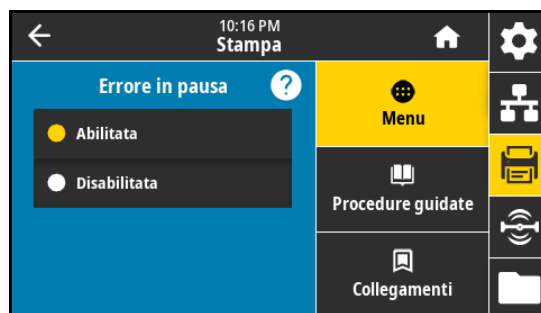 10:16 PM
Stampa
Errore in pausa
?
Abilitata
Disabilitata
Menu
Procedure guidate
Collegamenti